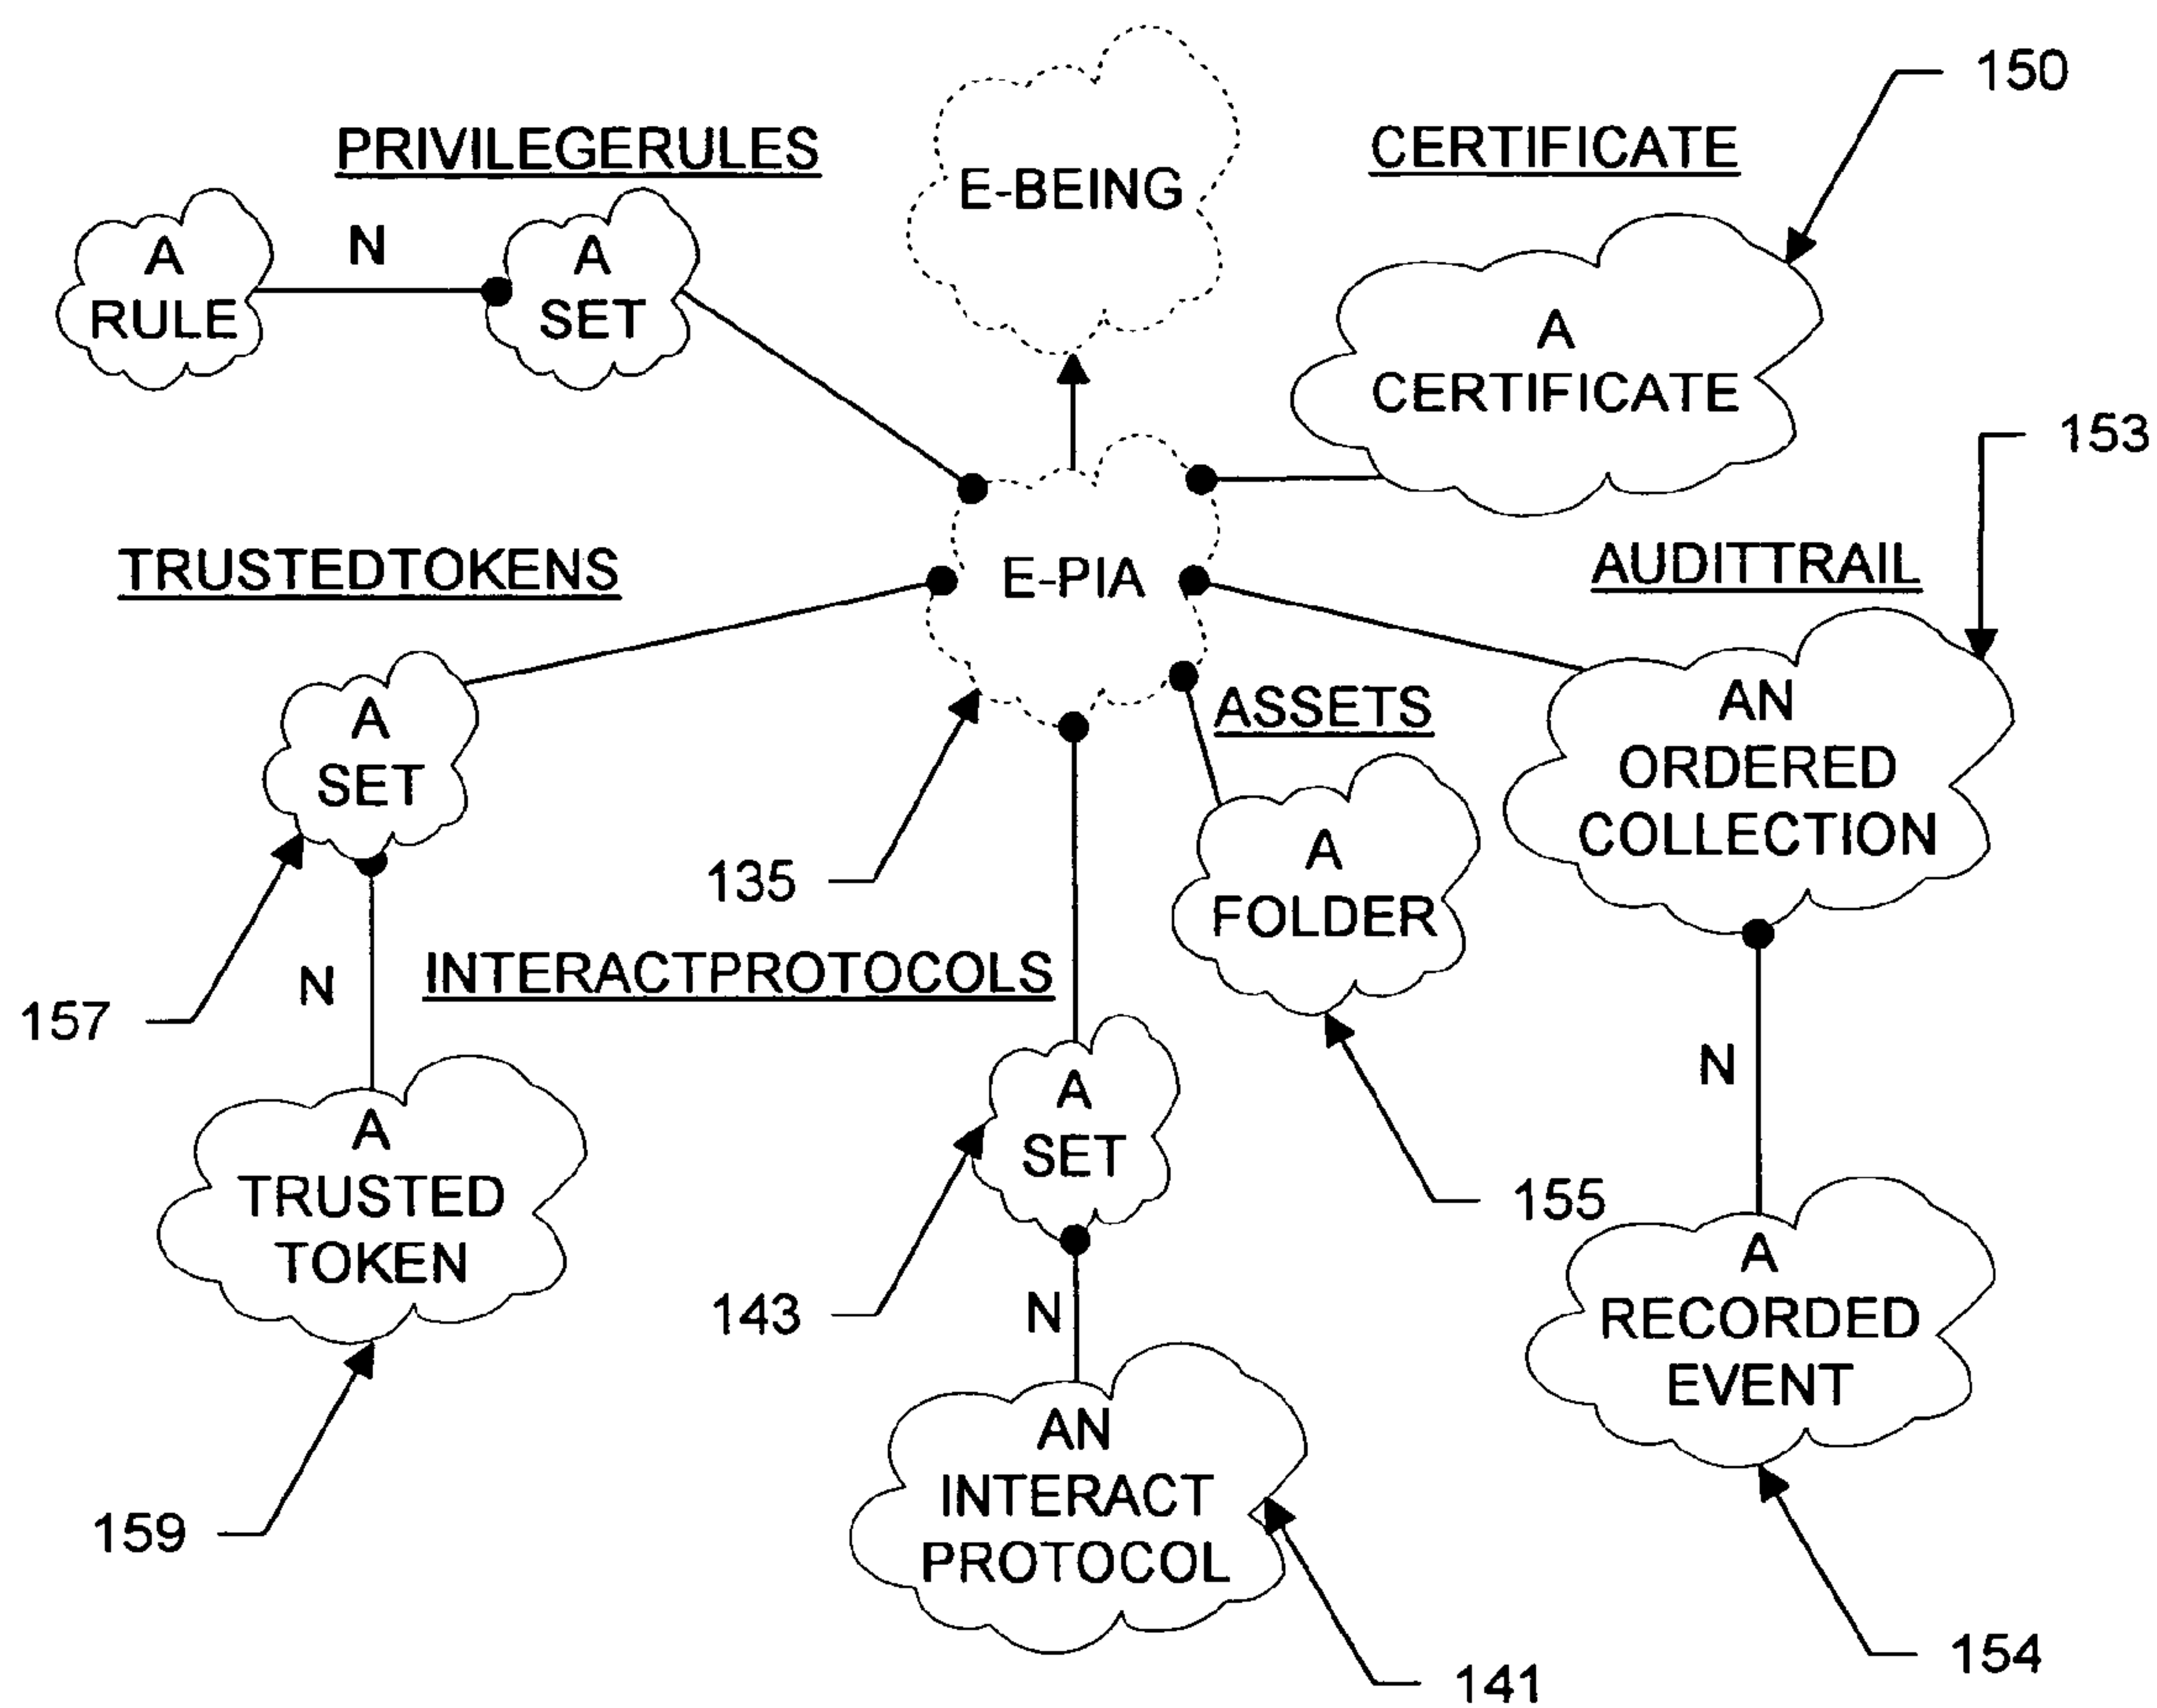 150
PRIVILEGERULES
CERTIFICATE
E-BEING
A
RULE
N
A
SET
A
CERTIFICATE
153
TRUSTEDTOKENS
E-PIA
AUDITTRAIL
ASSETS
A
SET
AN
ORDERED
COLLECTION
135
A
FOLDER
157
N
INTERACTPROTOCOLS
N
A
SET
A
TRUSTED
TOKEN
155
143
N
A
RECORDED
EVENT
159
AN
INTERACT
PROTOCOL
154
141